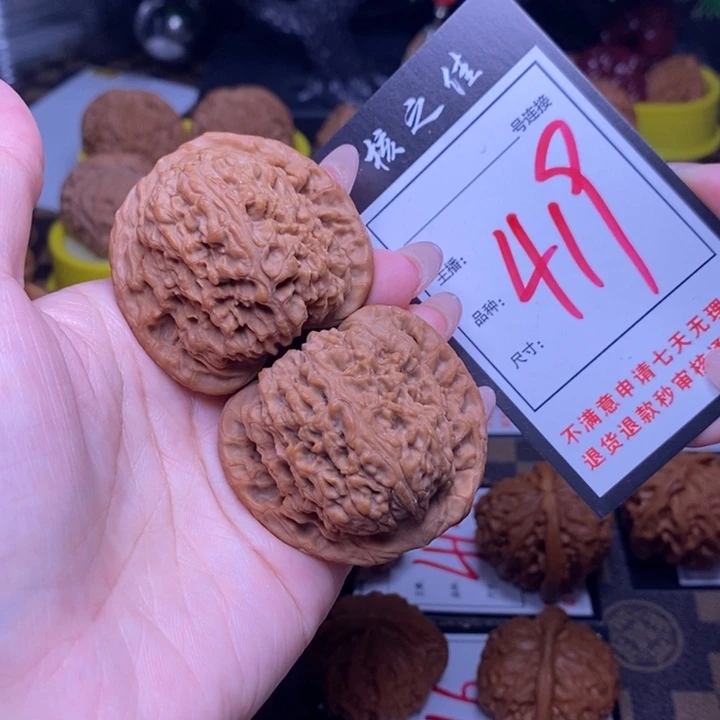 核之佳
号连接
419
主播:
品种:
尺寸:
不满意申请七天无理
退货退款秒审核